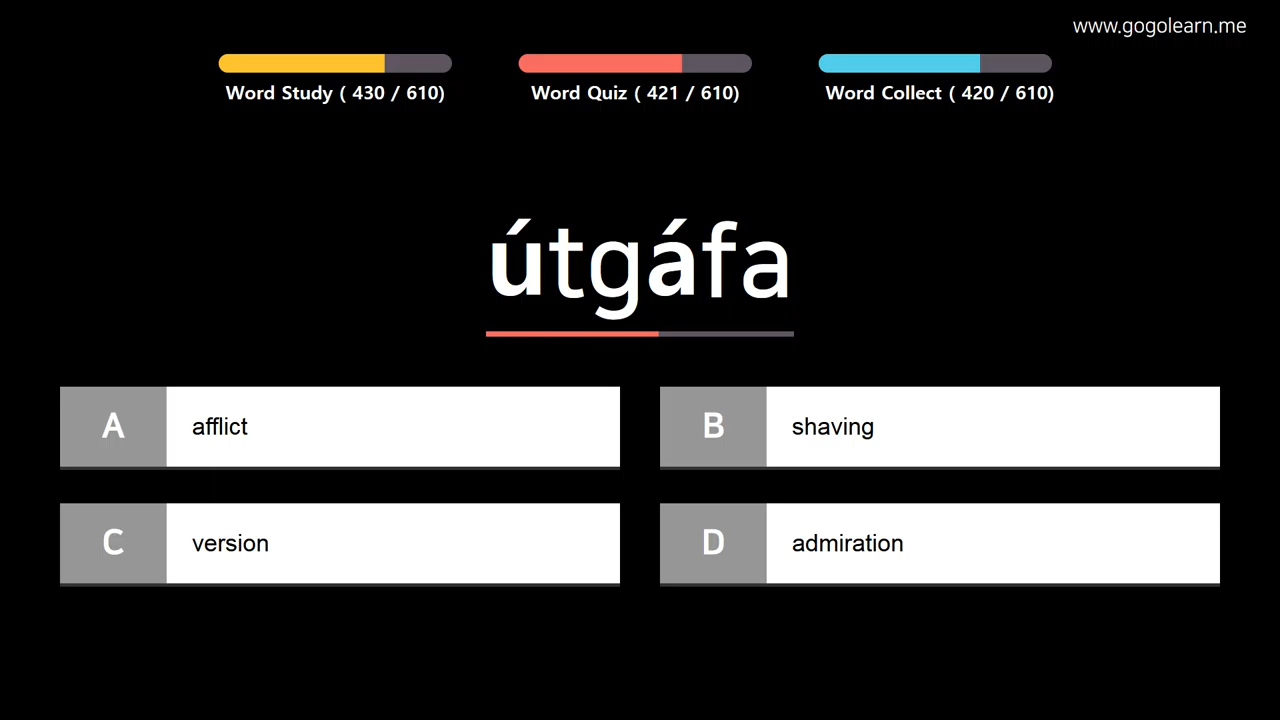 www.gogolearn.me
Word Study ( 430 / 610)
Word Quiz ( 421 / 610)
Word Collect ( 420 / 610)
útgáfa
A afflict
B shaving
C version
D admiration